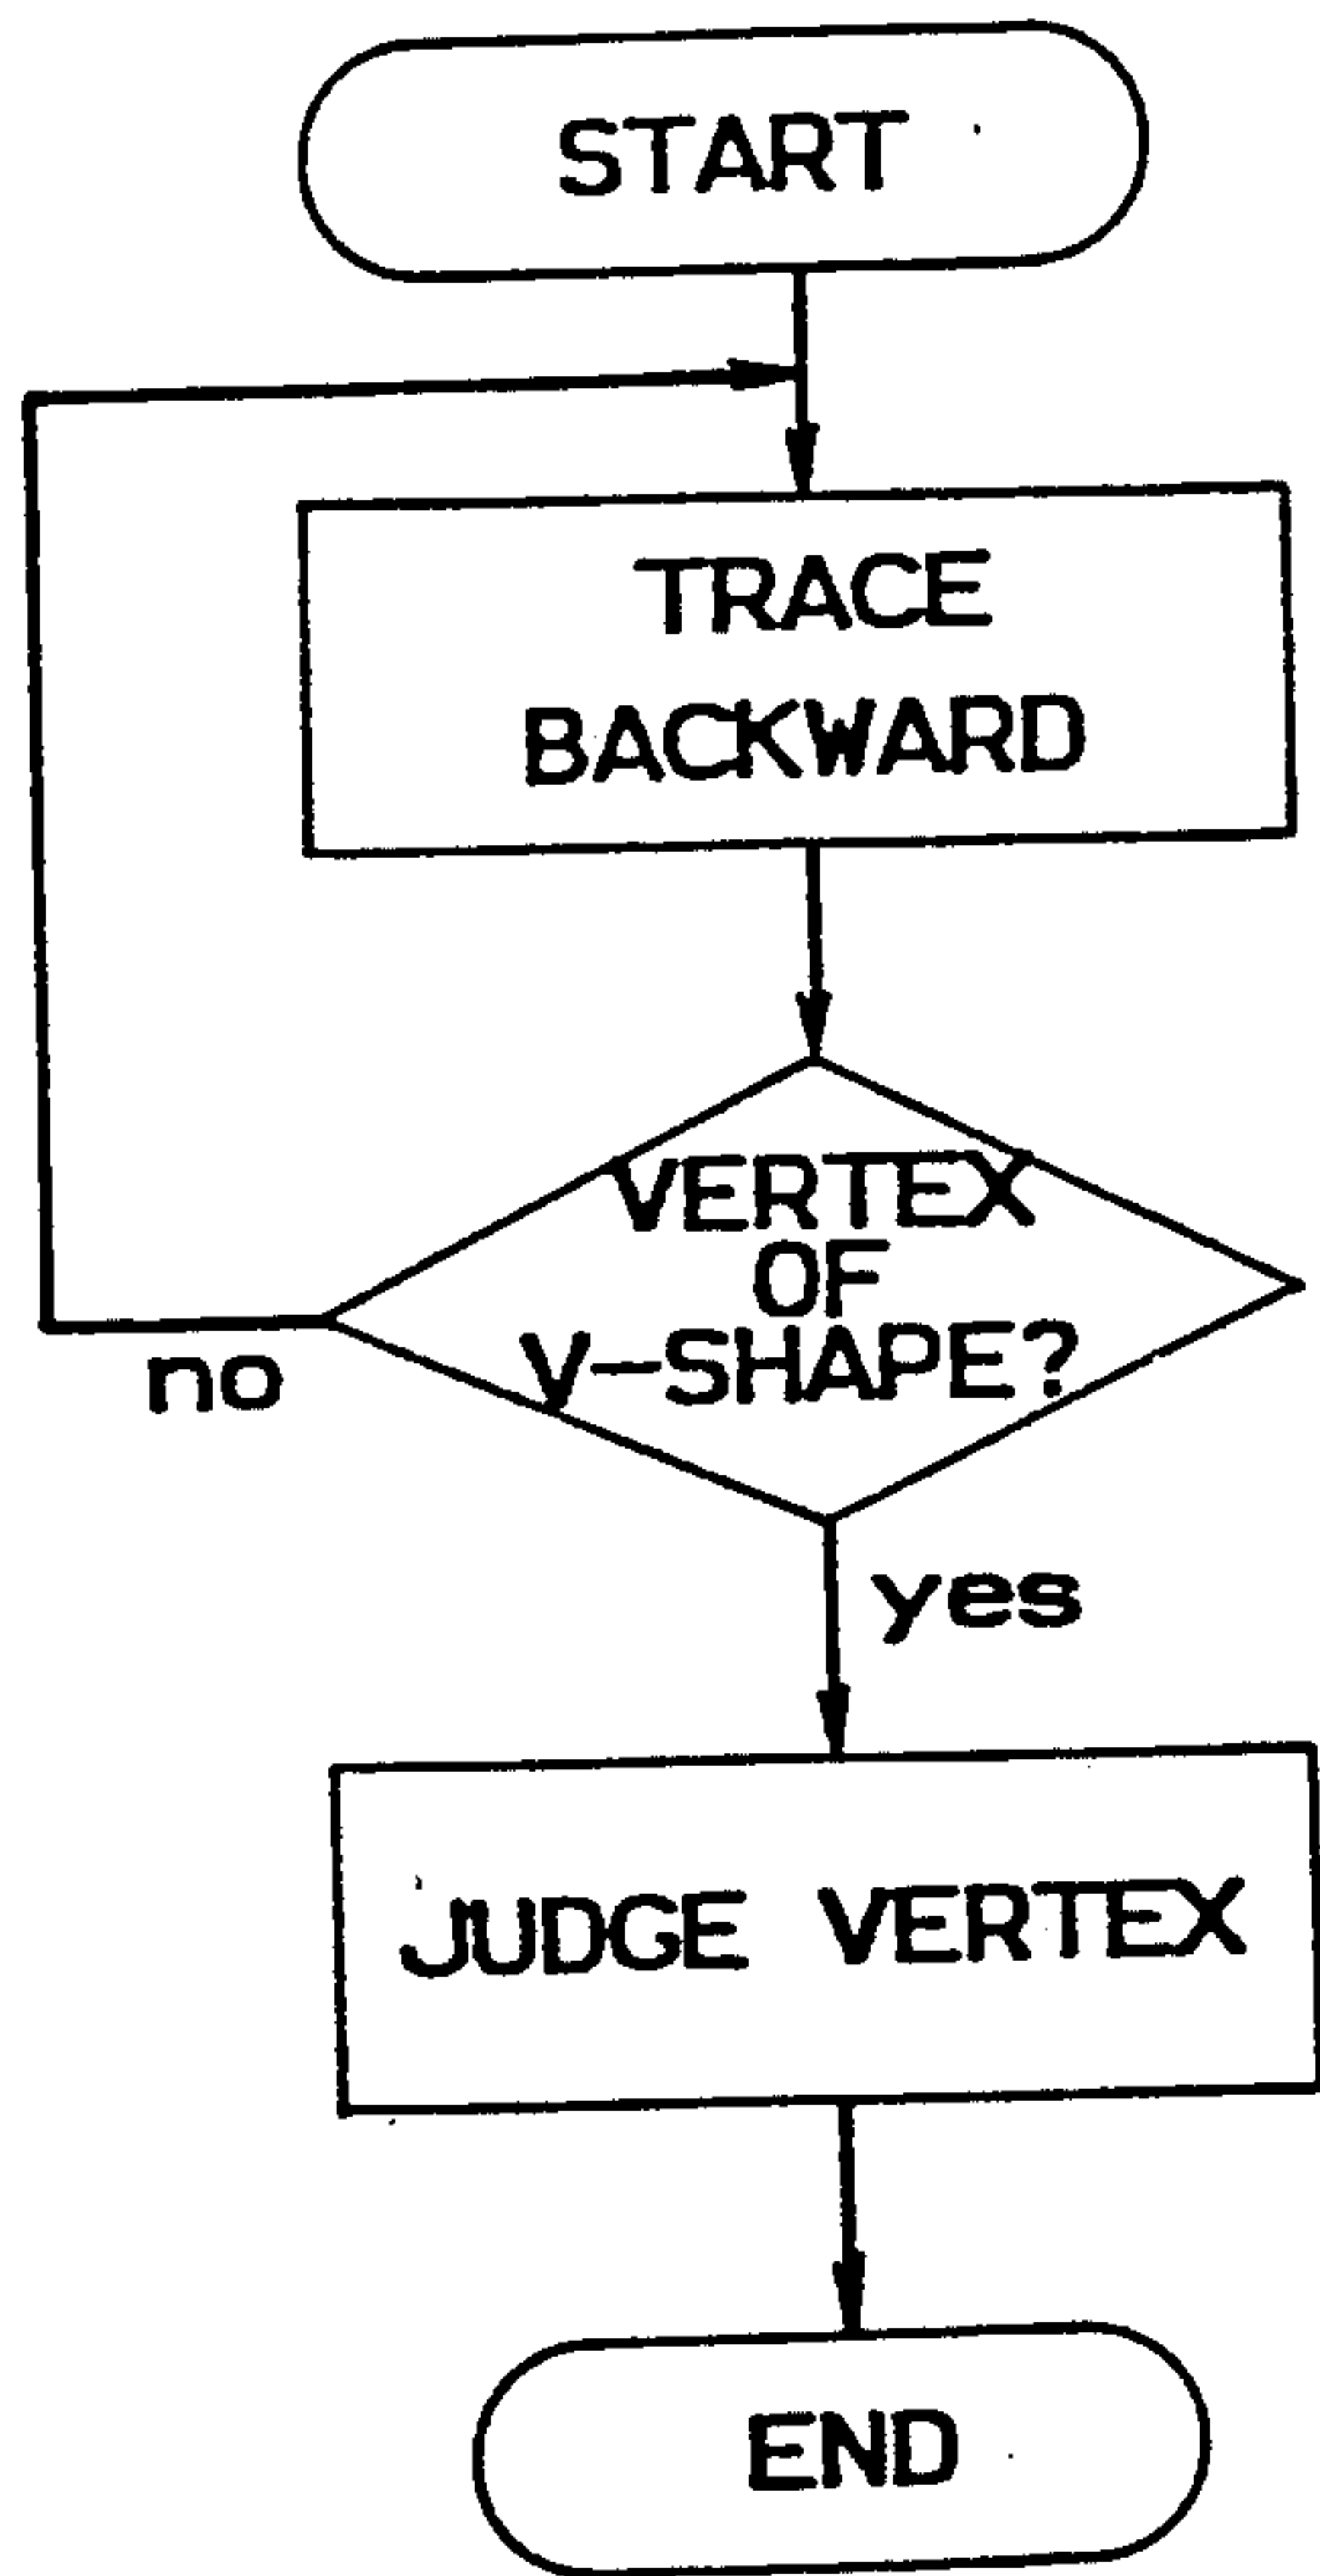 START
TRACE
BACKWARD
VERTEX
OF
V-SHAPE?
no
yes
JUDGE VERTEX
END